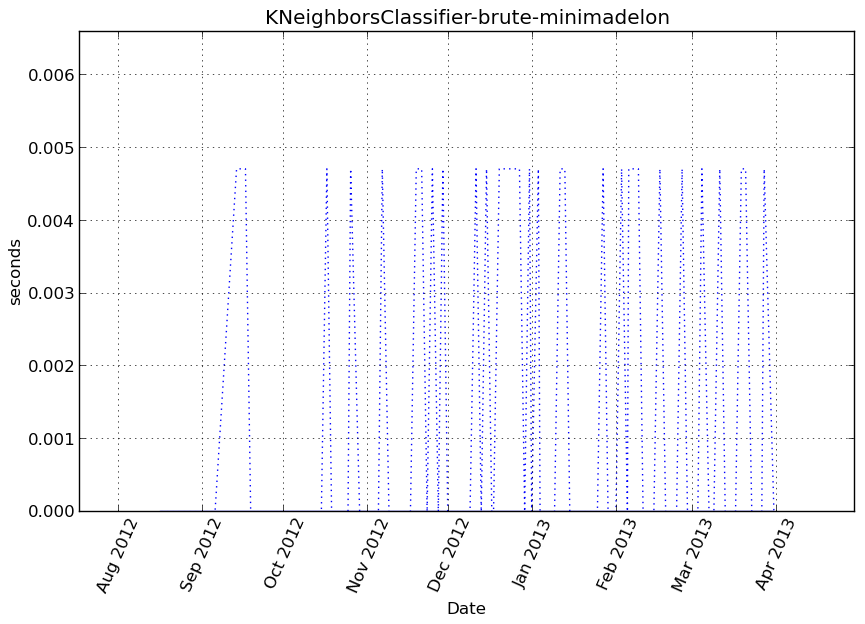 KNeighborsClassifier-brute-minimadelon
0.006
0.005
0.004
0.003
0.002
0.001
0.000
seconds
Aug 2012
Sep 2012
Oct 2012
Nov 2012
Dec 2012
Jan 2013
Feb 2013
Mar 2013
Apr 2013
Date